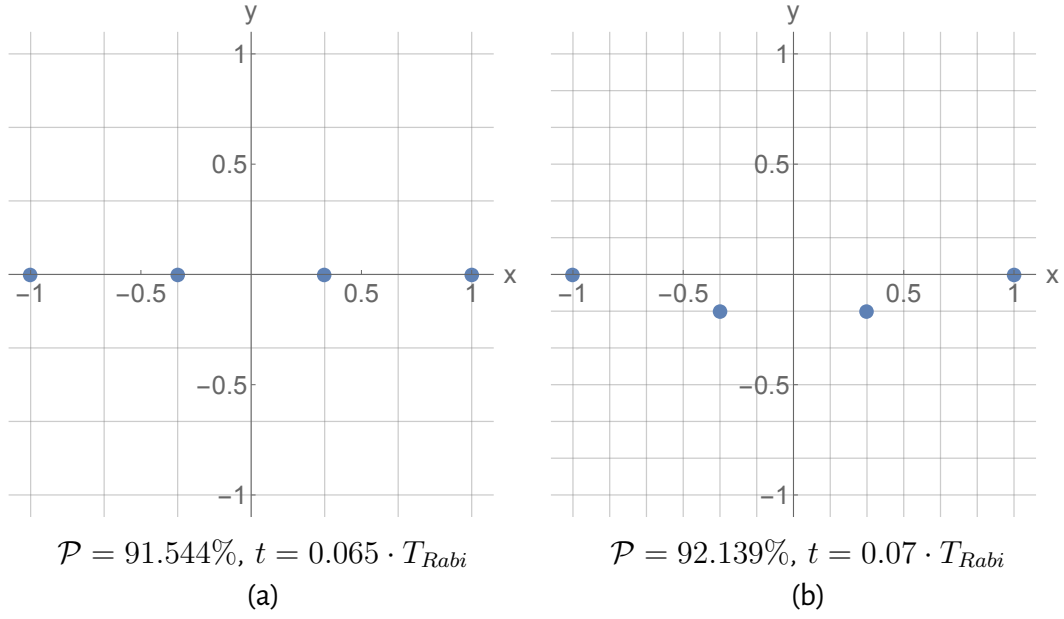 y
1
0.5
−1 −0.5 0.5 1 x
−0.5
−1
𝒫 = 91.544%, t = 0.065 · T_Rabi
(a)
y
1
0.5
−1 −0.5 0.5 1 x
−0.5
−1
𝒫 = 92.139%, t = 0.07 · T_Rabi
(b)